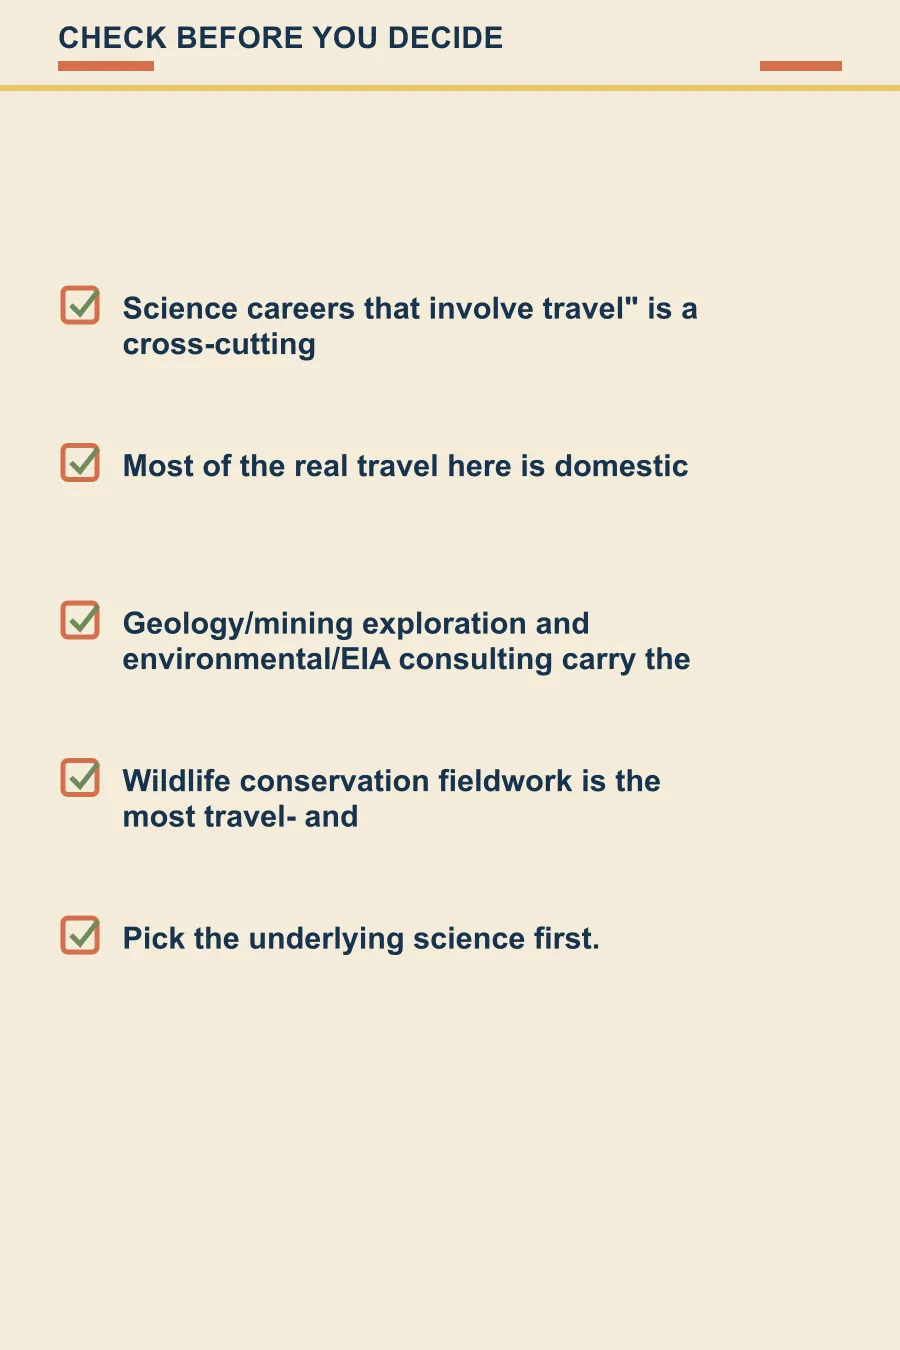 CHECK BEFORE YOU DECIDE
Science careers that involve travel" is a
cross-cutting
Most of the real travel here is domestic
Geology/mining exploration and
environmental/EIA consulting carry the
Wildlife conservation fieldwork is the
most travel- and
Pick the underlying science first.